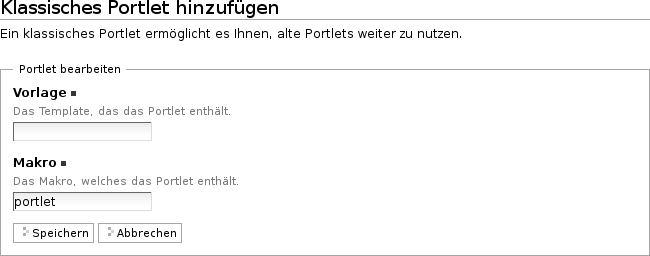 Klassisches Portlet hinzufügen
Ein klassisches Portlet ermöglicht es Ihnen, alte Portlets weiter zu nutzen.
Portlet bearbeiten
Vorlage
Das Template, das das Portlet enthält.
Makro
Das Makro, welches das Portlet enthält.
portlet
Speichern Abbrechen